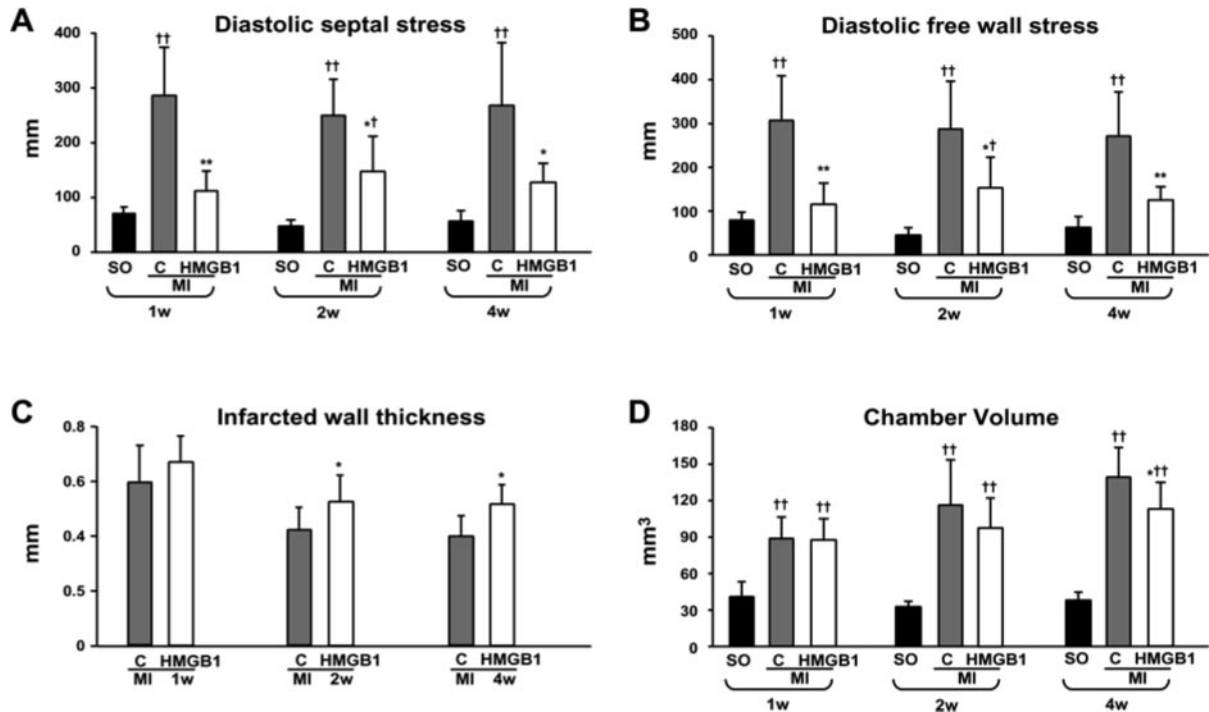 A Diastolic septal stress
400
300
200
100
0
mm
†† ** †† *† †† *
SO C HMGB1 SO C HMGB1 SO C HMGB1
MI MI MI
1w 2w 4w
B Diastolic free wall stress
500
400
300
200
100
0
mm
†† ** †† *† †† **
SO C HMGB1 SO C HMGB1 SO C HMGB1
MI MI MI
1w 2w 4w
C Infarcted wall thickness
0.8
0.6
0.4
0.5
0
mm
* *
C HMGB1 C HMGB1 C HMGB1
MI 1w MI 2w MI 4w
D Chamber Volume
180
150
120
90
60
30
0
mm³
†† †† †† †† †† *††
SO C HMGB1 SO C HMGB1 SO C HMGB1
MI MI MI
1w 2w 4w